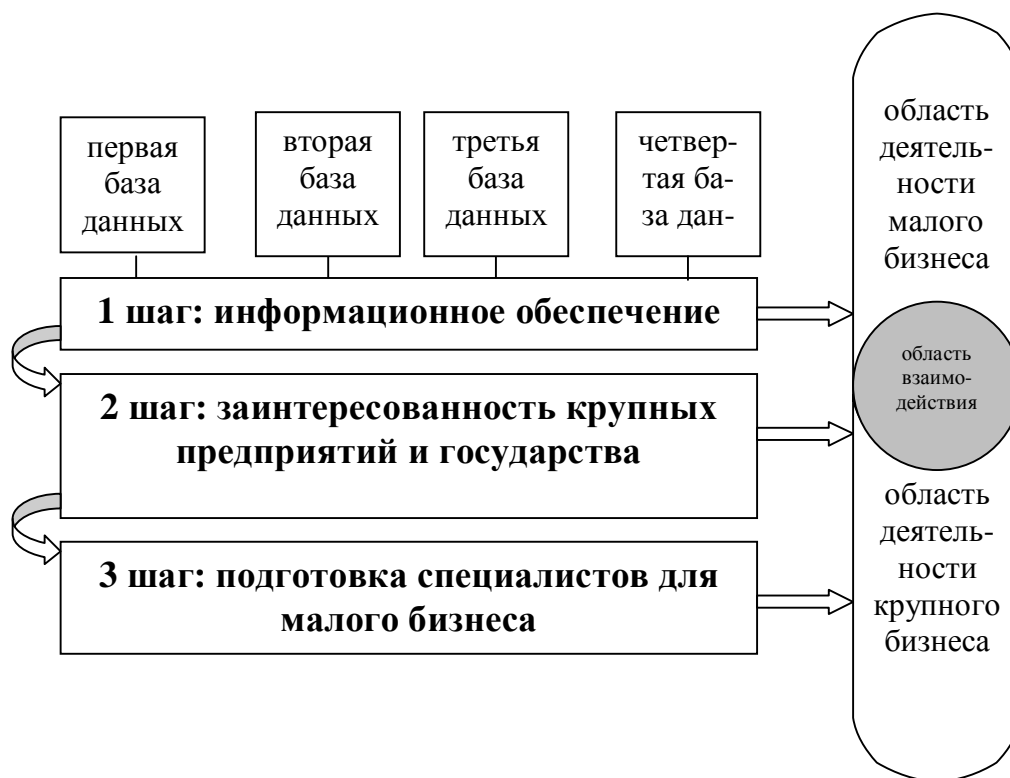 первая
база
данных
вторая
база
данных
третья
база
данных
четвер-
тая ба-
за дан-
1 шаг: информационное обеспечение
2 шаг: заинтересованность крупных
предприятий и государства
3 шаг: подготовка специалистов для
малого бизнеса
область
деятель-
ности
малого
бизнеса
область
взаимо-
действия
область
деятель-
ности
крупного
бизнеса